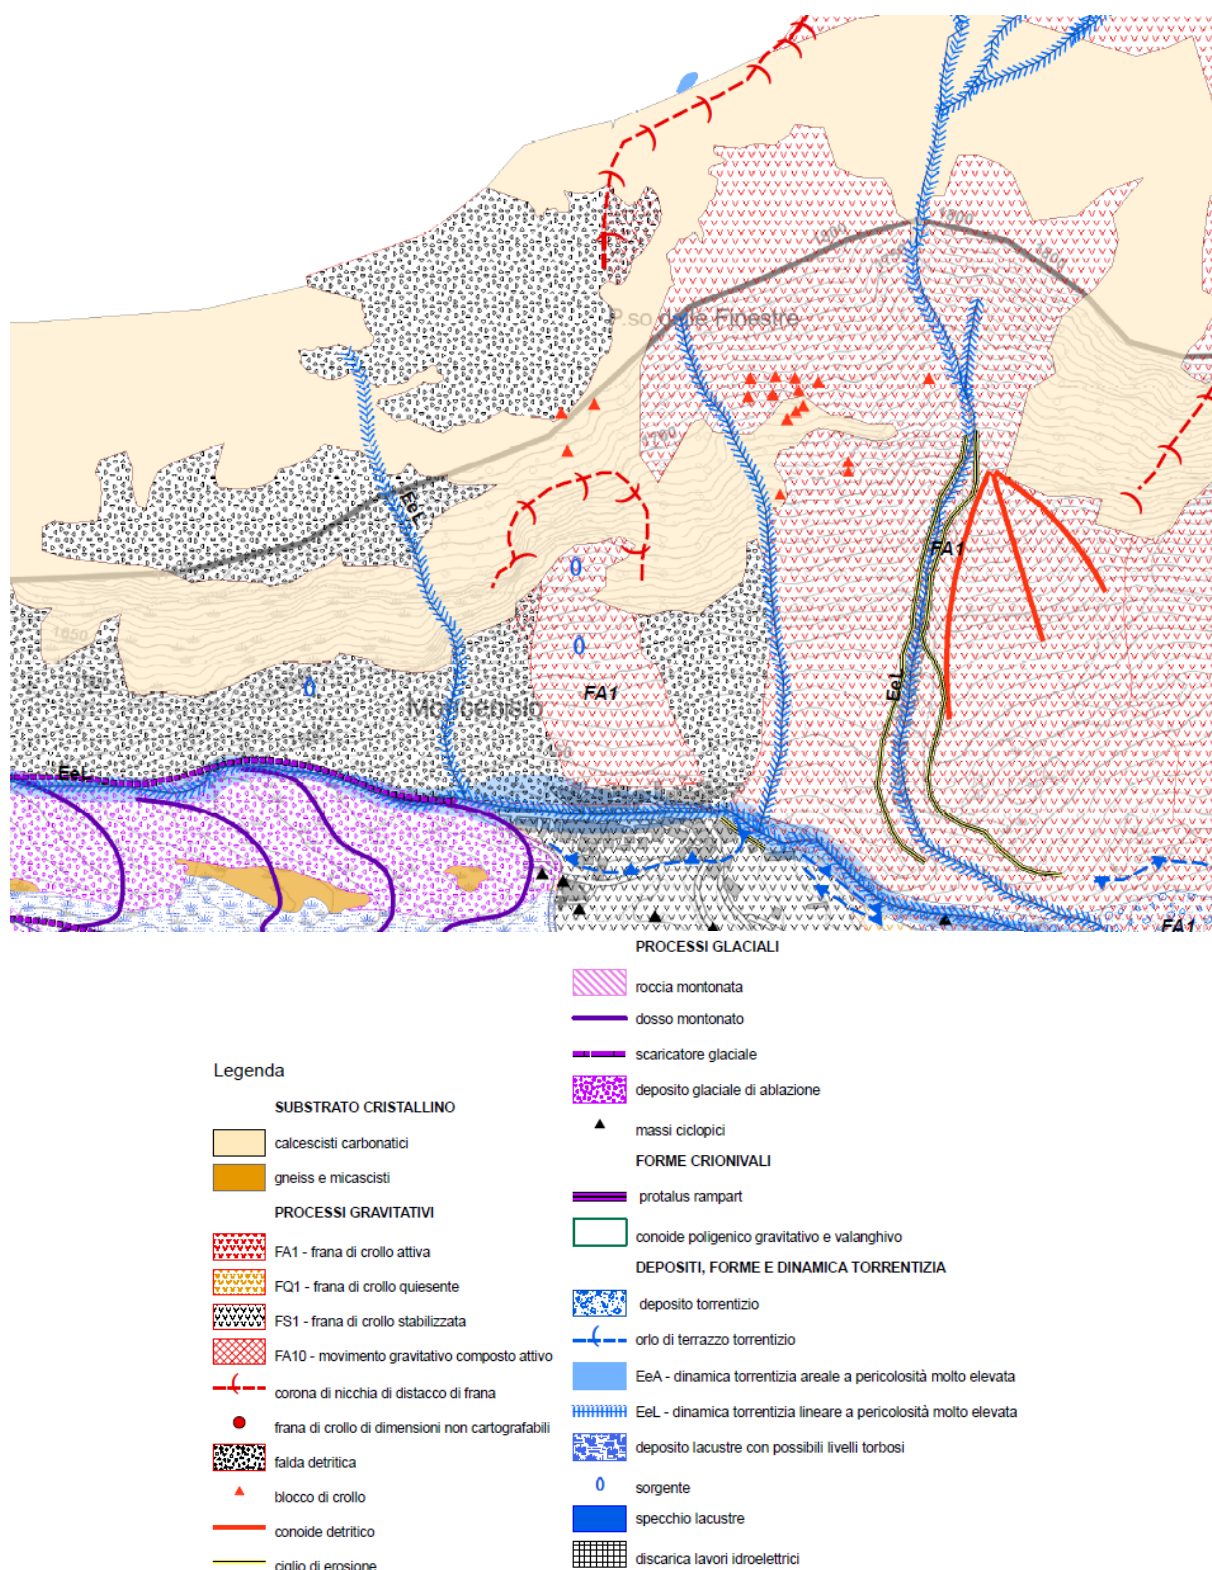 1800
1800
1800
P.so delle Finestre
1700
EeL
FA1
1650
EeL
FA1
Moncenisio
EeL
FA1
PROCESSI GLACIALI
roccia montonata
dosso montonato
scaricatore glaciale
Legenda
deposito glaciale di ablazione
SUBSTRATO CRISTALLINO
massi ciclopici
calcescisti carbonatici
FORME CRIONIVALI
gneiss e micascisti
protalus rampart
PROCESSI GRAVITATIVI
conoide poligenico gravitativo e valanghivo
FA1 - frana di crollo attiva
DEPOSITI, FORME E DINAMICA TORRENTIZIA
FQ1 - frana di crollo quiesente
deposito torrentizio
FS1 - frana di crollo stabilizzata
orlo di terrazzo torrentizio
FA10 - movimento gravitativo composto attivo
EeA - dinamica torrentizia areale a pericolosità molto elevata
corona di nicchia di distacco di frana
EeL - dinamica torrentizia lineare a pericolosità molto elevata
frana di crollo di dimensioni non cartografabili
deposito lacustre con possibili livelli torbosi
falda detritica
sorgente
blocco di crollo
specchio lacustre
conoide detritico
discarica lavori idroelettrici
ciglio di erosione